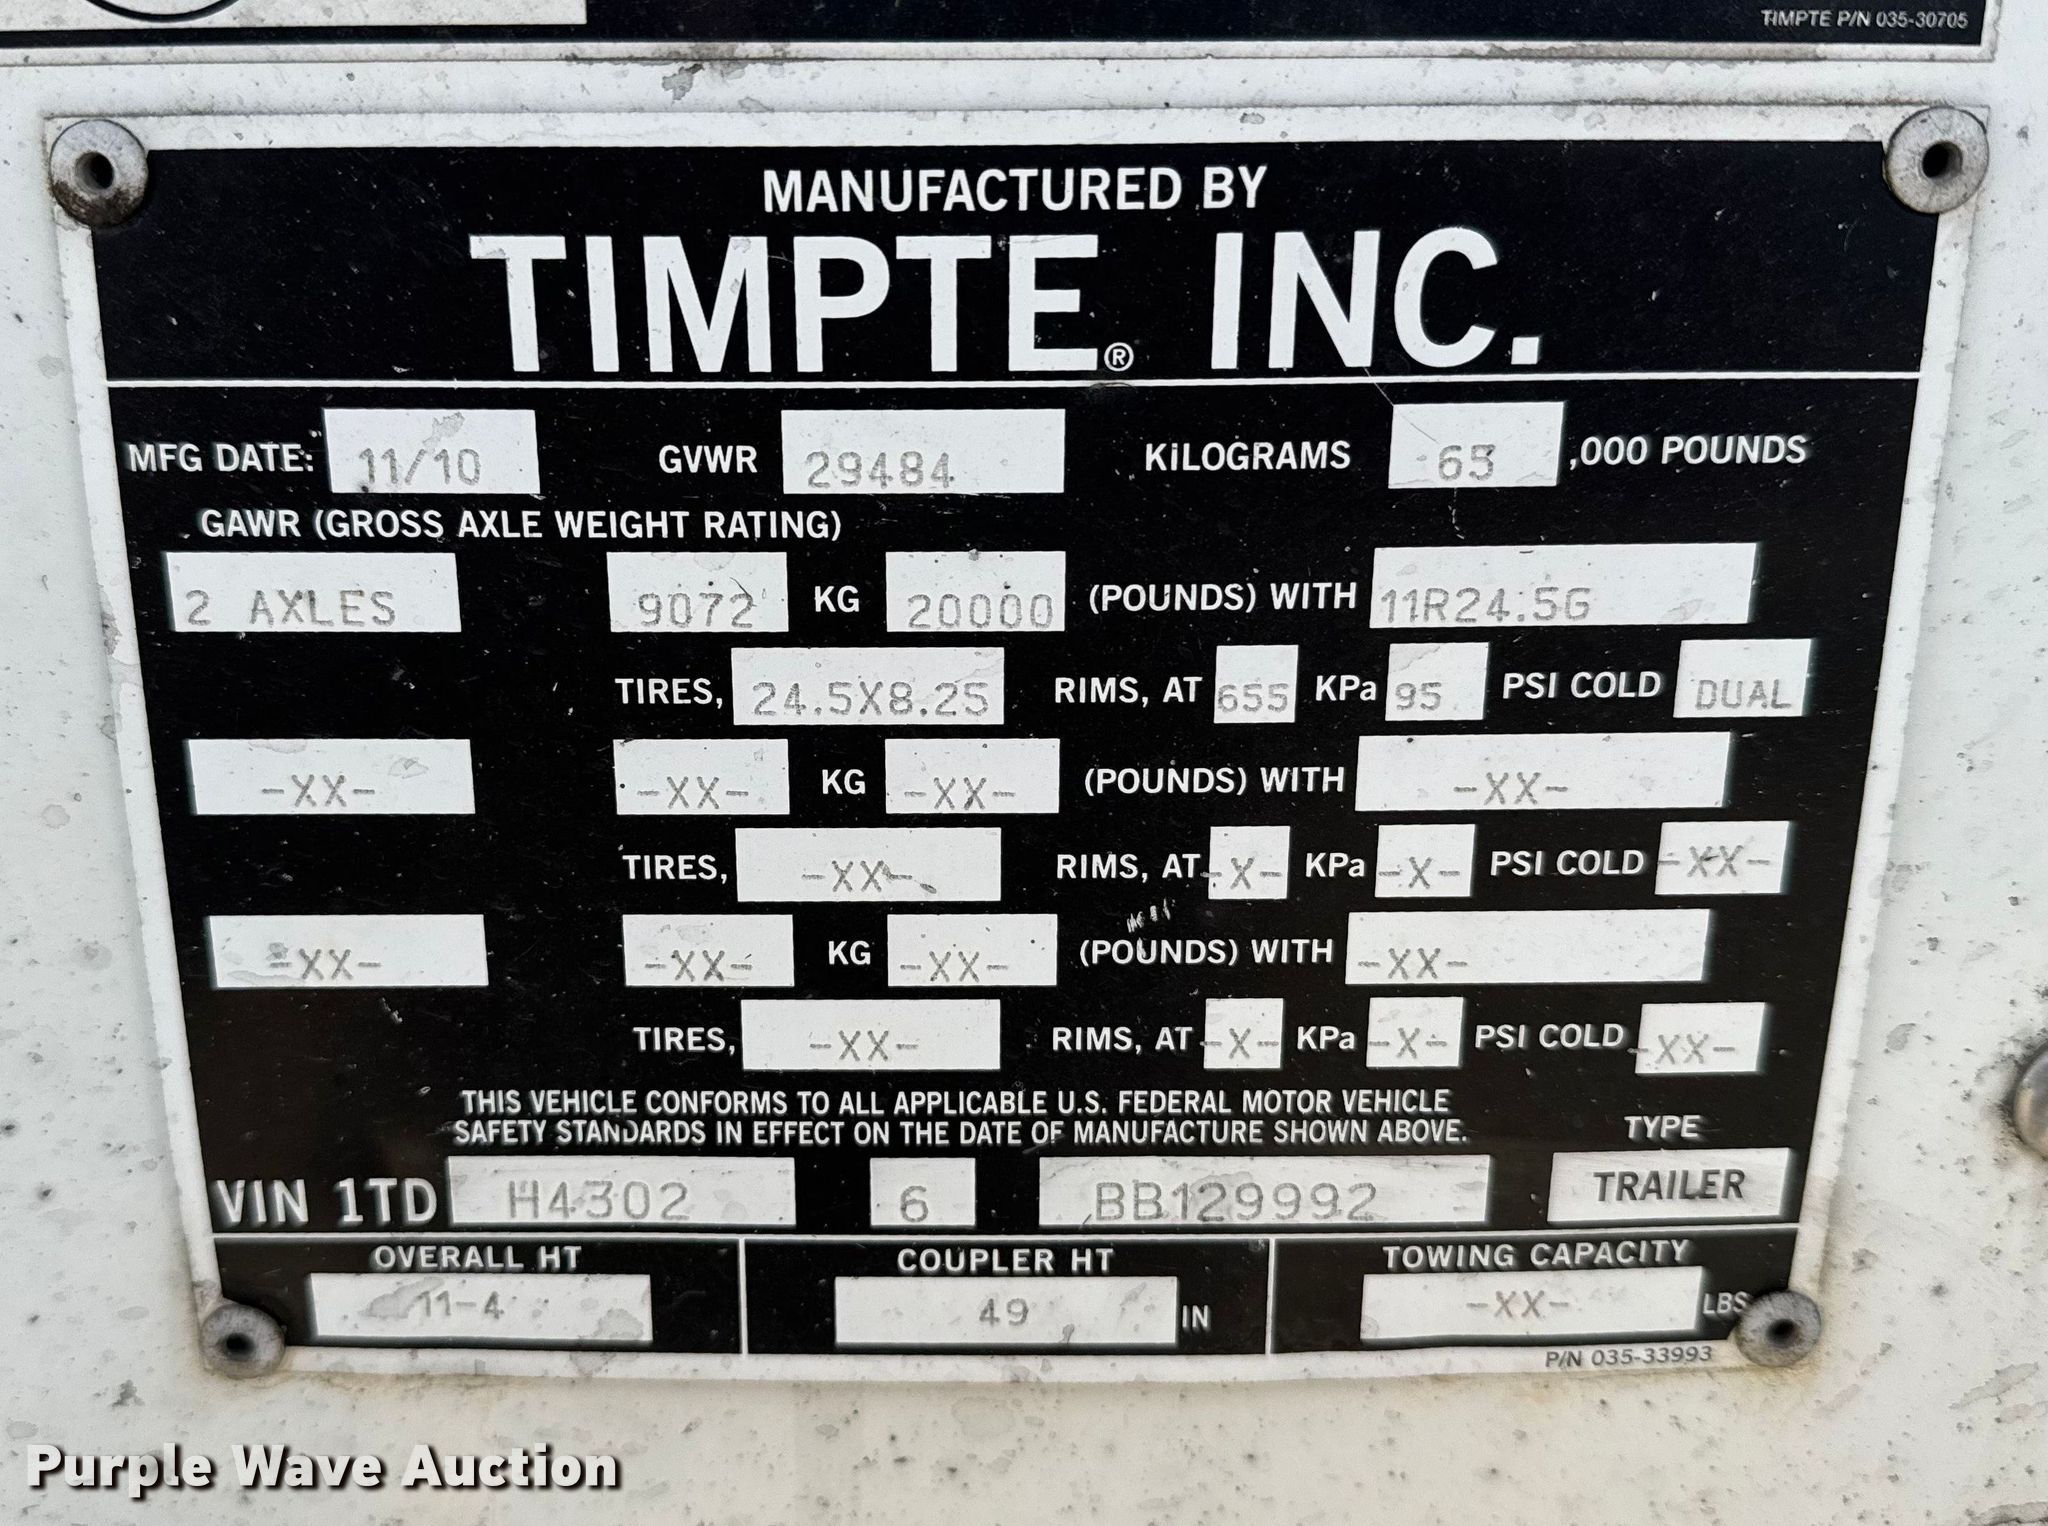 TIMPTE P/N 035-30705
MANUFACTURED BY
TIMPTE® INC.
MFG DATE: 11/10 GVWR 29484 KiLOGRAMS 65 ,000 POUNDS
GAWR (GROSS AXLE WEIGHT RATING)
2 AXLES 9072 KG 20000 (POUNDS) WITH 11R24.5G
TIRES, 24.5X8.25 RIMS, AT 655 KPa 95 PSI COLD DUAL
-XX- -XX- KG -XX- (POUNDS) WITH -XX-
TIRES, -XX- RIMS, AT -X- KPa -X- PSI COLD -XX-
-XX- -XX- KG -XX- (POUNDS) WITH -XX-
TIRES, -XX- RIMS, AT -X- KPa -X- PSI COLD -XX-
THIS VEHICLE CONFORMS TO ALL APPLICABLE U.S. FEDERAL MOTOR VEHICLE
SAFETY STANDARDS IN EFFECT ON THE DATE OF MANUFACTURE SHOWN ABOVE. TYPE
VIN 1TD H4302 6 BB129992 TRAILER
OVERALL HT COUPLER HT TOWING CAPACITY
11-4 49 IN -XX- LBS
P/N 035-33993
Purple Wave Auction